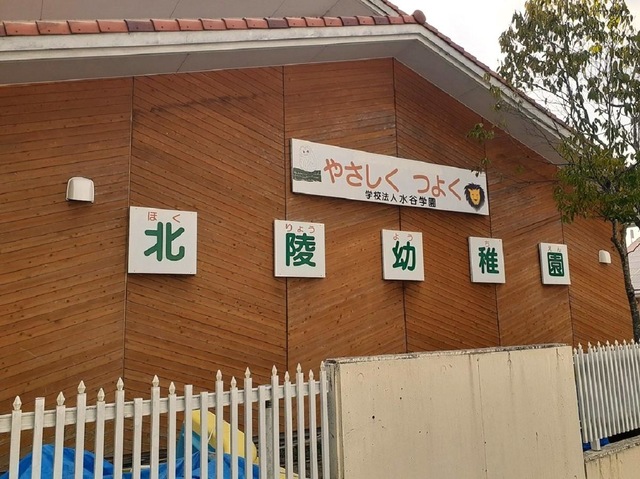 やさしく つよく
学校法人水谷学園
ほく りょう よう ち えん
北陵幼稚園